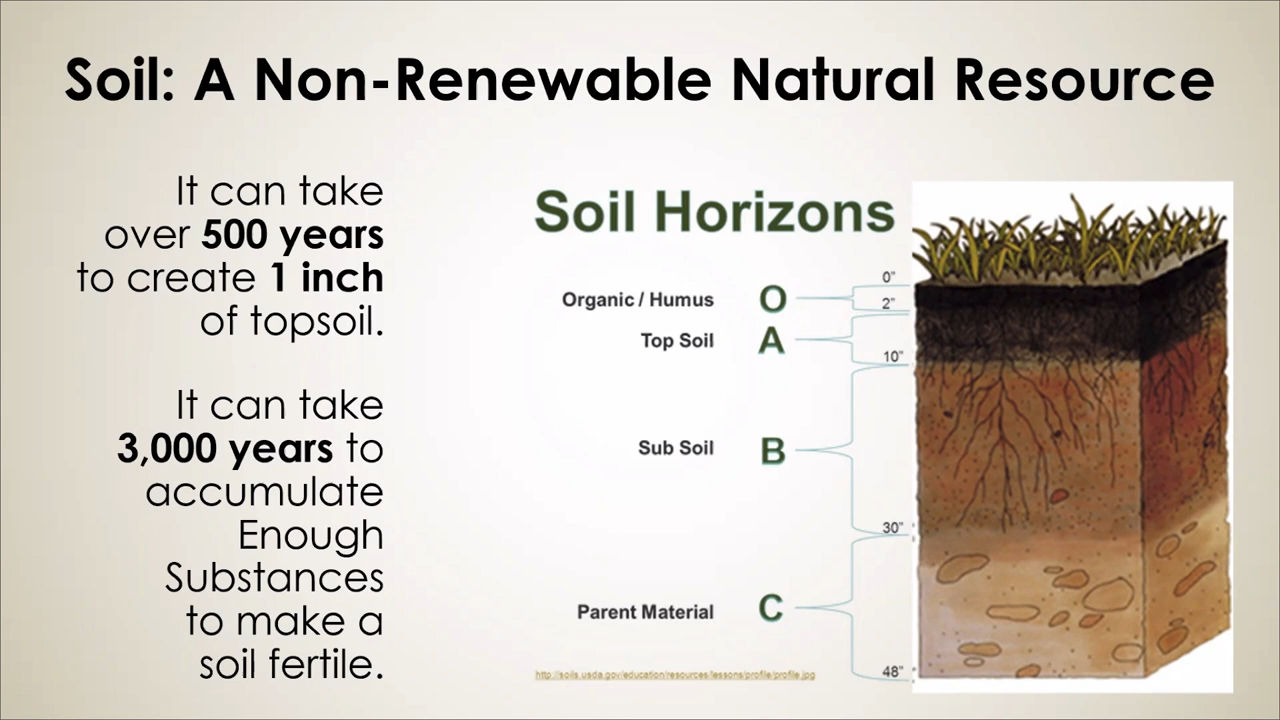 Soil: A Non-Renewable Natural Resource
It can take
over 500 years
to create 1 inch
of topsoil.
It can take
3,000 years to
accumulate
Enough
Substances
to make a
soil fertile.
Soil Horizons
0"
Organic / Humus O
2"
Top Soil A
10"
Sub Soil B
30"
Parent Material C
48"
http://soils.usda.gov/education/resources/lessons/profile/profile.jpg